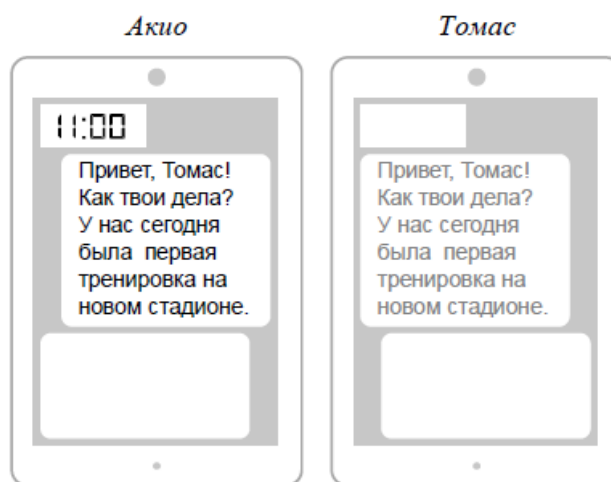 Акио
Томас
11:00
Привет, Томас!
Как твои дела?
У нас сегодня
была первая
тренировка на
новом стадионе.
Привет, Томас!
Как твои дела?
У нас сегодня
была первая
тренировка на
новом стадионе.